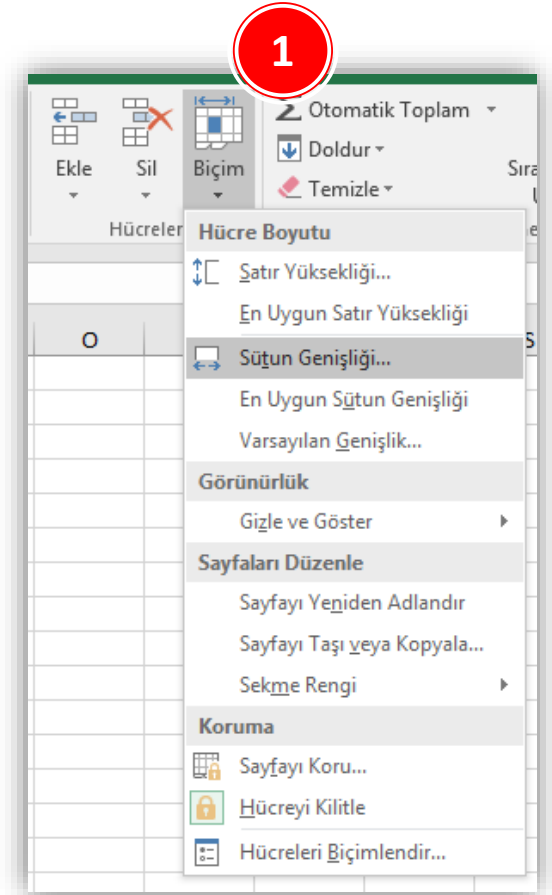 1
Otomatik Toplam
Doldur
Temizle
Ekle Sil Biçim
Hücreler
Hücre Boyutu
Satır Yüksekliği...
En Uygun Satır Yüksekliği
O
S
Sütun Genişliği...
En Uygun Sütun Genişliği
Varsayılan Genişlik...
Görünürlük
Gizle ve Göster
Sayfaları Düzenle
Sayfayı Yeniden Adlandır
Sayfayı Taşı veya Kopyala...
Sekme Rengi
Koruma
Sayfayı Koru...
Hücreyi Kilitle
Hücreleri Biçimlendir...